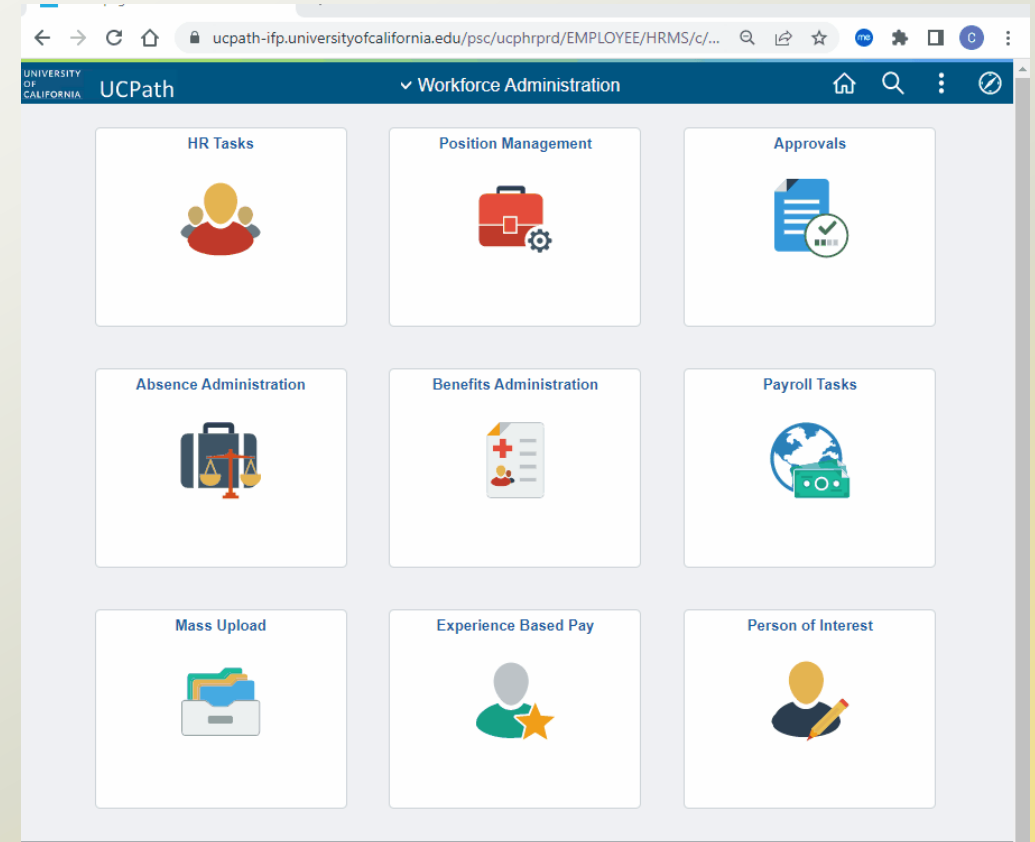 ucpath-ifp.universityofcalifornia.edu/psc/ucphrprd/EMPLOYEE/HRMS/c/...
me
C
UNIVERSITY
OF
CALIFORNIA
UCPath
Workforce Administration
HR Tasks
Position Management
Approvals
Absence Administration
Benefits Administration
Payroll Tasks
Mass Upload
Experience Based Pay
Person of Interest